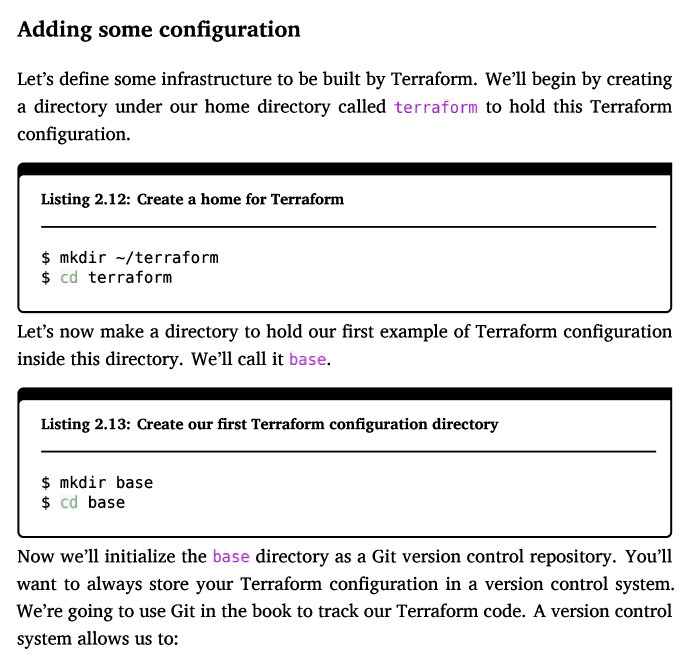 Adding some configuration
Let’s define some infrastructure to be built by Terraform. We’ll begin by creating
a directory under our home directory called terraform to hold this Terraform
configuration.
Listing 2.12: Create a home for Terraform
$ mkdir ~/terraform
$ cd terraform
Let’s now make a directory to hold our first example of Terraform configuration
inside this directory. We’ll call it base.
Listing 2.13: Create our first Terraform configuration directory
$ mkdir base
$ cd base
Now we’ll initialize the base directory as a Git version control repository. You’ll
want to always store your Terraform configuration in a version control system.
We’re going to use Git in the book to track our Terraform code. A version control
system allows us to: